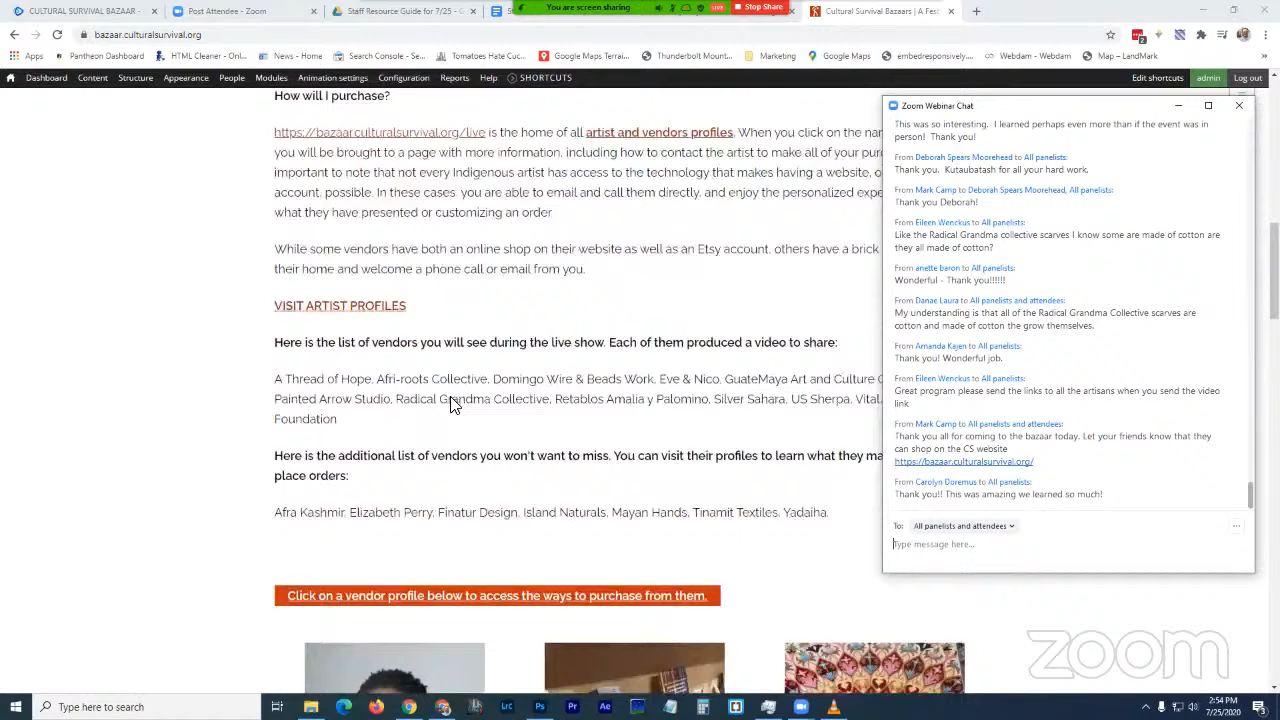 CULTURAL SURVIVAL BAZAAR -
Post Attendee - Zoom
Staff Resource Guide for 7/25 - C
You are screen sharing
LIVE
Stop Share
Cultural Survival Bazaars | A Fest
bazaar.culturalsurvival.org
Apps
Pantheon Dashboard
HTML Cleaner - Onl...
News - Home
Search Console - Se...
Tomatoes Hate Cuc...
Google Maps Terrai...
Thunderbolt Mount...
Marketing
Google Maps
embedresponsively...
Webdam - Webdam
Map – LandMark
Dashboard Content Structure Appearance People Modules Animation settings Configuration Reports Help SHORTCUTS
Edit shortcuts admin Log out
How will I purchase?
https://bazaar.culturalsurvival.org/live is the home of all artist and vendors profiles. When you click on the nam
you will be brought to a page with more information, including how to contact the artist to make all of your purc
important to note that not every Indigenous artist has access to the technology that makes having a website, o
account, possible. In these cases, you are able to email and call them directly, and enjoy the personalized expe
what they have presented or customizing an order
While some vendors have both an online shop on their website as well as an Etsy account, others have a brick
their home and welcome a phone call or email from you.
VISIT ARTIST PROFILES
Here is the list of vendors you will see during the live show. Each of them produced a video to share:
A Thread of Hope, Afri-roots Collective, Domingo Wire & Beads Work, Eve & Nico, GuateMaya Art and Culture C
Painted Arrow Studio, Radical Grandma Collective, Retablos Amalia y Palomino, Silver Sahara, US Sherpa, Vital
Foundation
Here is the additional list of vendors you won't want to miss. You can visit their profiles to learn what they ma
place orders:
Afra Kashmir, Elizabeth Perry, Finatur Design, Island Naturals, Mayan Hands, Tinamit Textiles, Yadaiha.
Click on a vendor profile below to access the ways to purchase from them.
Zoom Webinar Chat
This was so interesting. I learned perhaps even more than if the event was in
person! Thank you!
From Deborah Spears Moorehead to All panelists:
Thank you. Kutaubatash for all your hard work.
From Mark Camp to Deborah Spears Moorehead, All panelists:
Thank you Deborah!
From Eileen Wenckus to All panelists:
Like the Radical Grandma collective scarves I know some are made of cotton are
they all made of cotton?
From anette baron to All panelists:
Wonderful - Thank you!!!!!!
From Danae Laura to All panelists and attendees:
My understanding is that all of the Radical Grandma Collective scarves are
cotton and made of cotton the grow themselves.
From Amanda Kajen to All panelists:
Thank you! Wonderful job.
From Eileen Wenckus to All panelists:
Great program please send the links to all the artisans when you send the video
link
From Mark Camp to All panelists and attendees:
Thank you all for coming to the bazaar today. Let your friends know that they
can shop on the CS website
https://bazaar.culturalsurvival.org/
From Carolyn Doremus to All panelists:
Thank you!! This was amazing we learned so much!
To: All panelists and attendees
Type message here...
zoom
Type here to search
LrC Ps Pr Ae
2:54 PM
7/25/2020